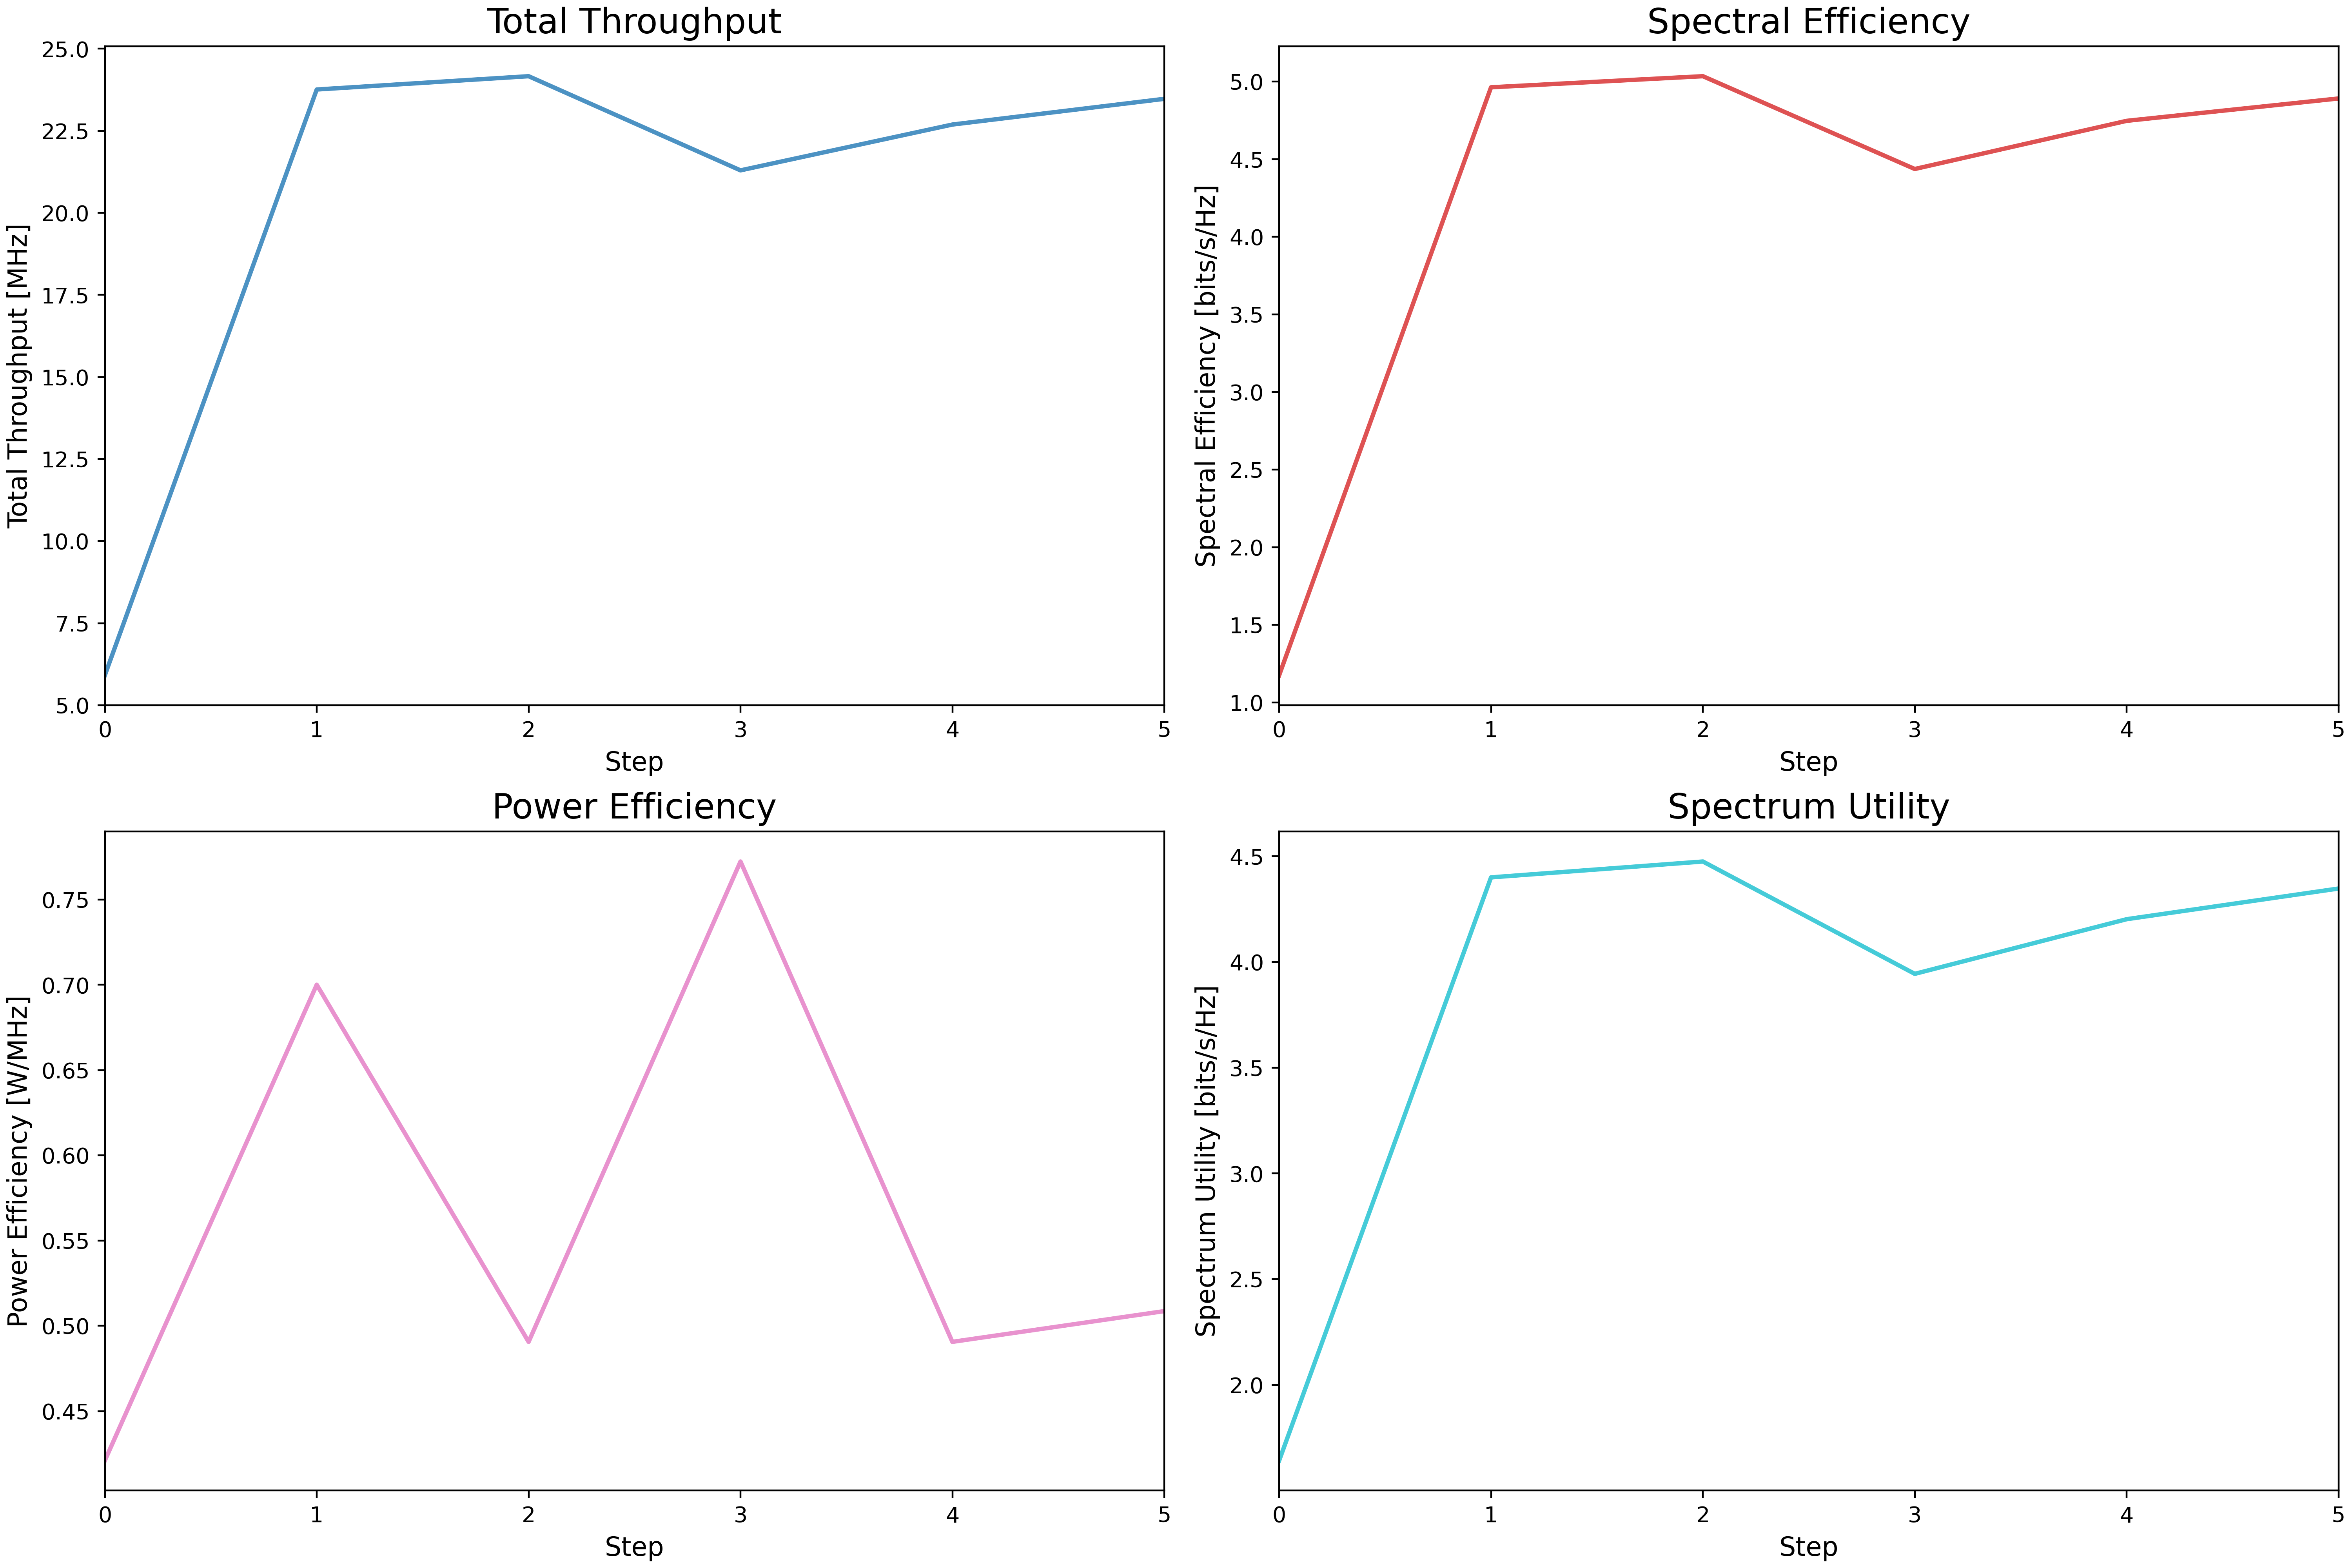 Total Throughput
Total Throughput [MHz]
25.0
22.5
20.0
17.5
15.0
12.5
10.0
7.5
5.0
0 1 2 3 4 5
Step
Spectral Efficiency
Spectral Efficiency [bits/s/Hz]
5.0
4.5
4.0
3.5
3.0
2.5
2.0
1.5
1.0
0 1 2 3 4 5
Step
Power Efficiency
Power Efficiency [W/MHz]
0.75
0.70
0.65
0.60
0.55
0.50
0.45
0 1 2 3 4 5
Step
Spectrum Utility
Spectrum Utility [bits/s/Hz]
4.5
4.0
3.5
3.0
2.5
2.0
0 1 2 3 4 5
Step